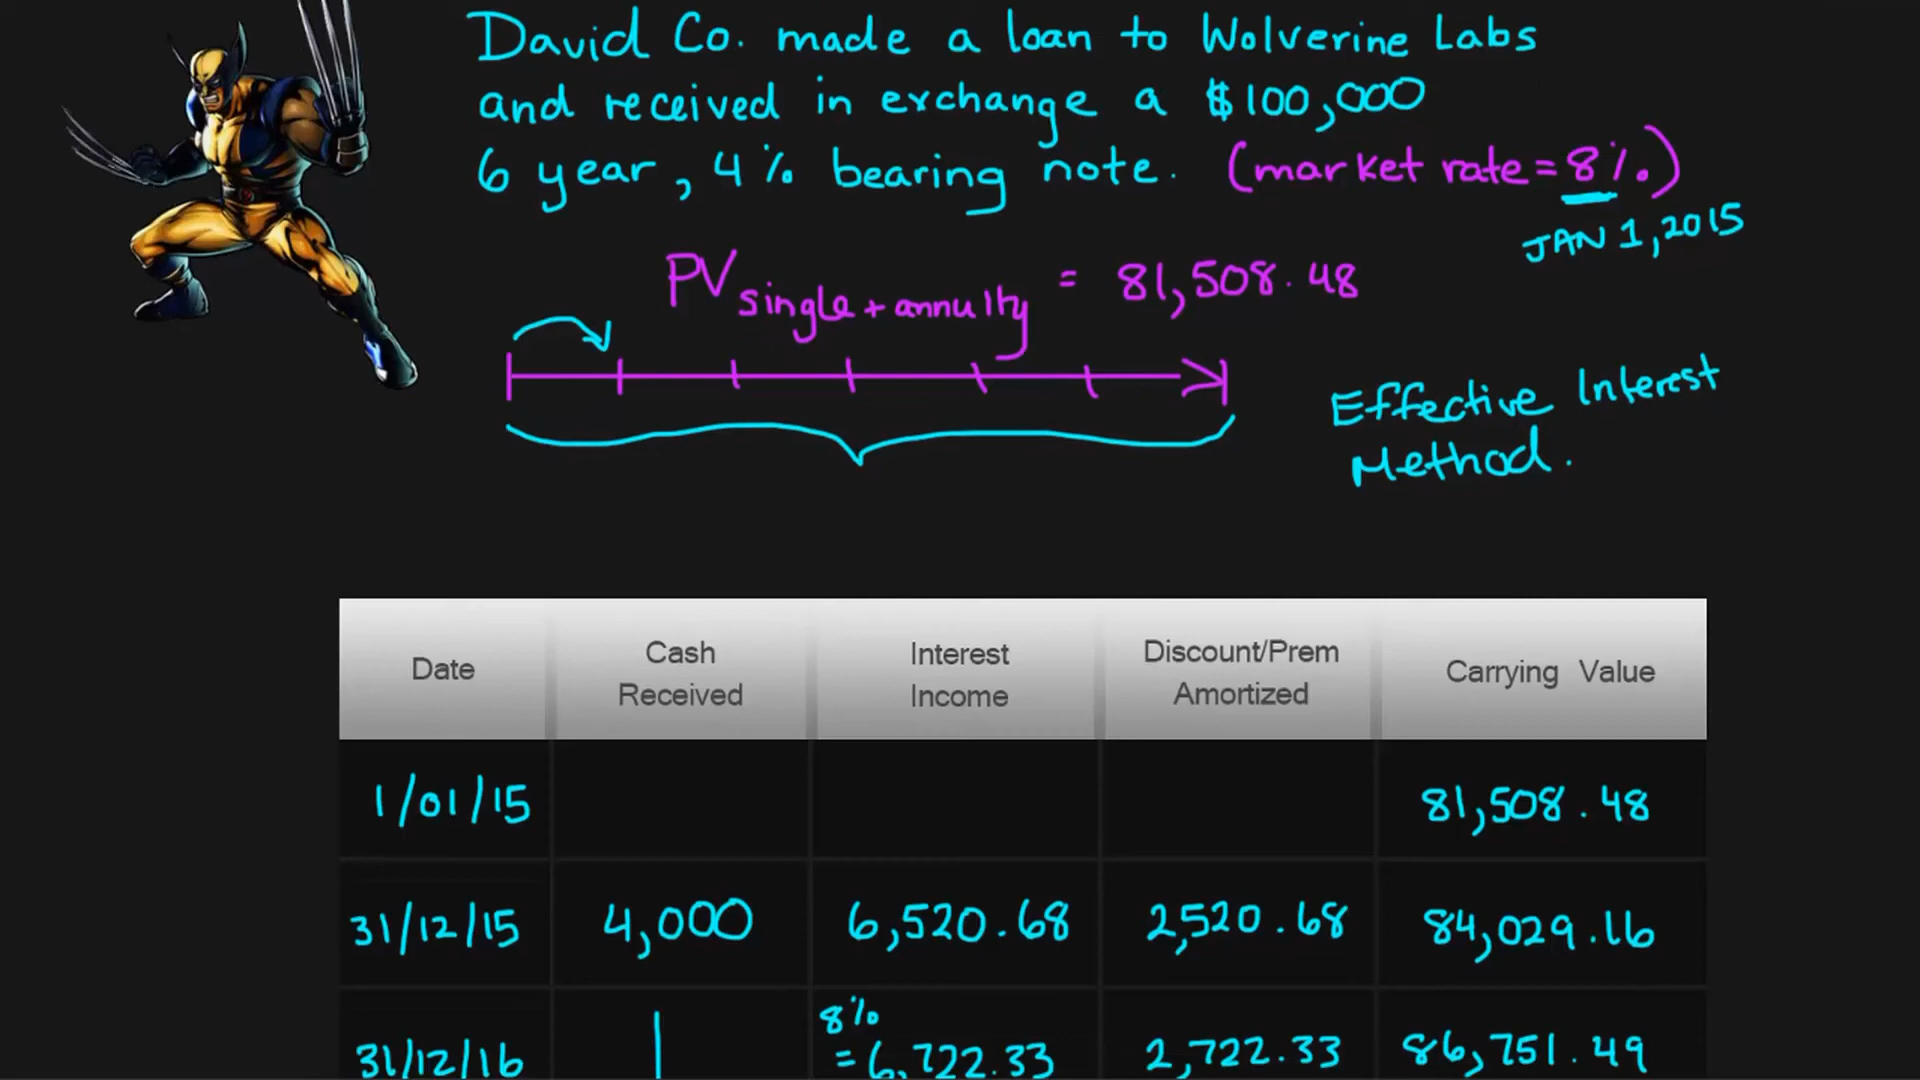 David Co. made a loan to Wolverine Labs
and received in exchange a $100,000
6 year, 4% bearing note. (market rate = 8%.)
JAN 1, 2015
PV single + annuity = 81,508.48
Effective Interest
Method.
Date Cash Received Interest Income Discount/Prem Amortized Carrying Value
1/01/15 81,508.48
31/12/15 4,000 6,520.68 2,520.68 84,029.16
8%
31/12/16 = 6,722.33 2,722.33 86,751.49